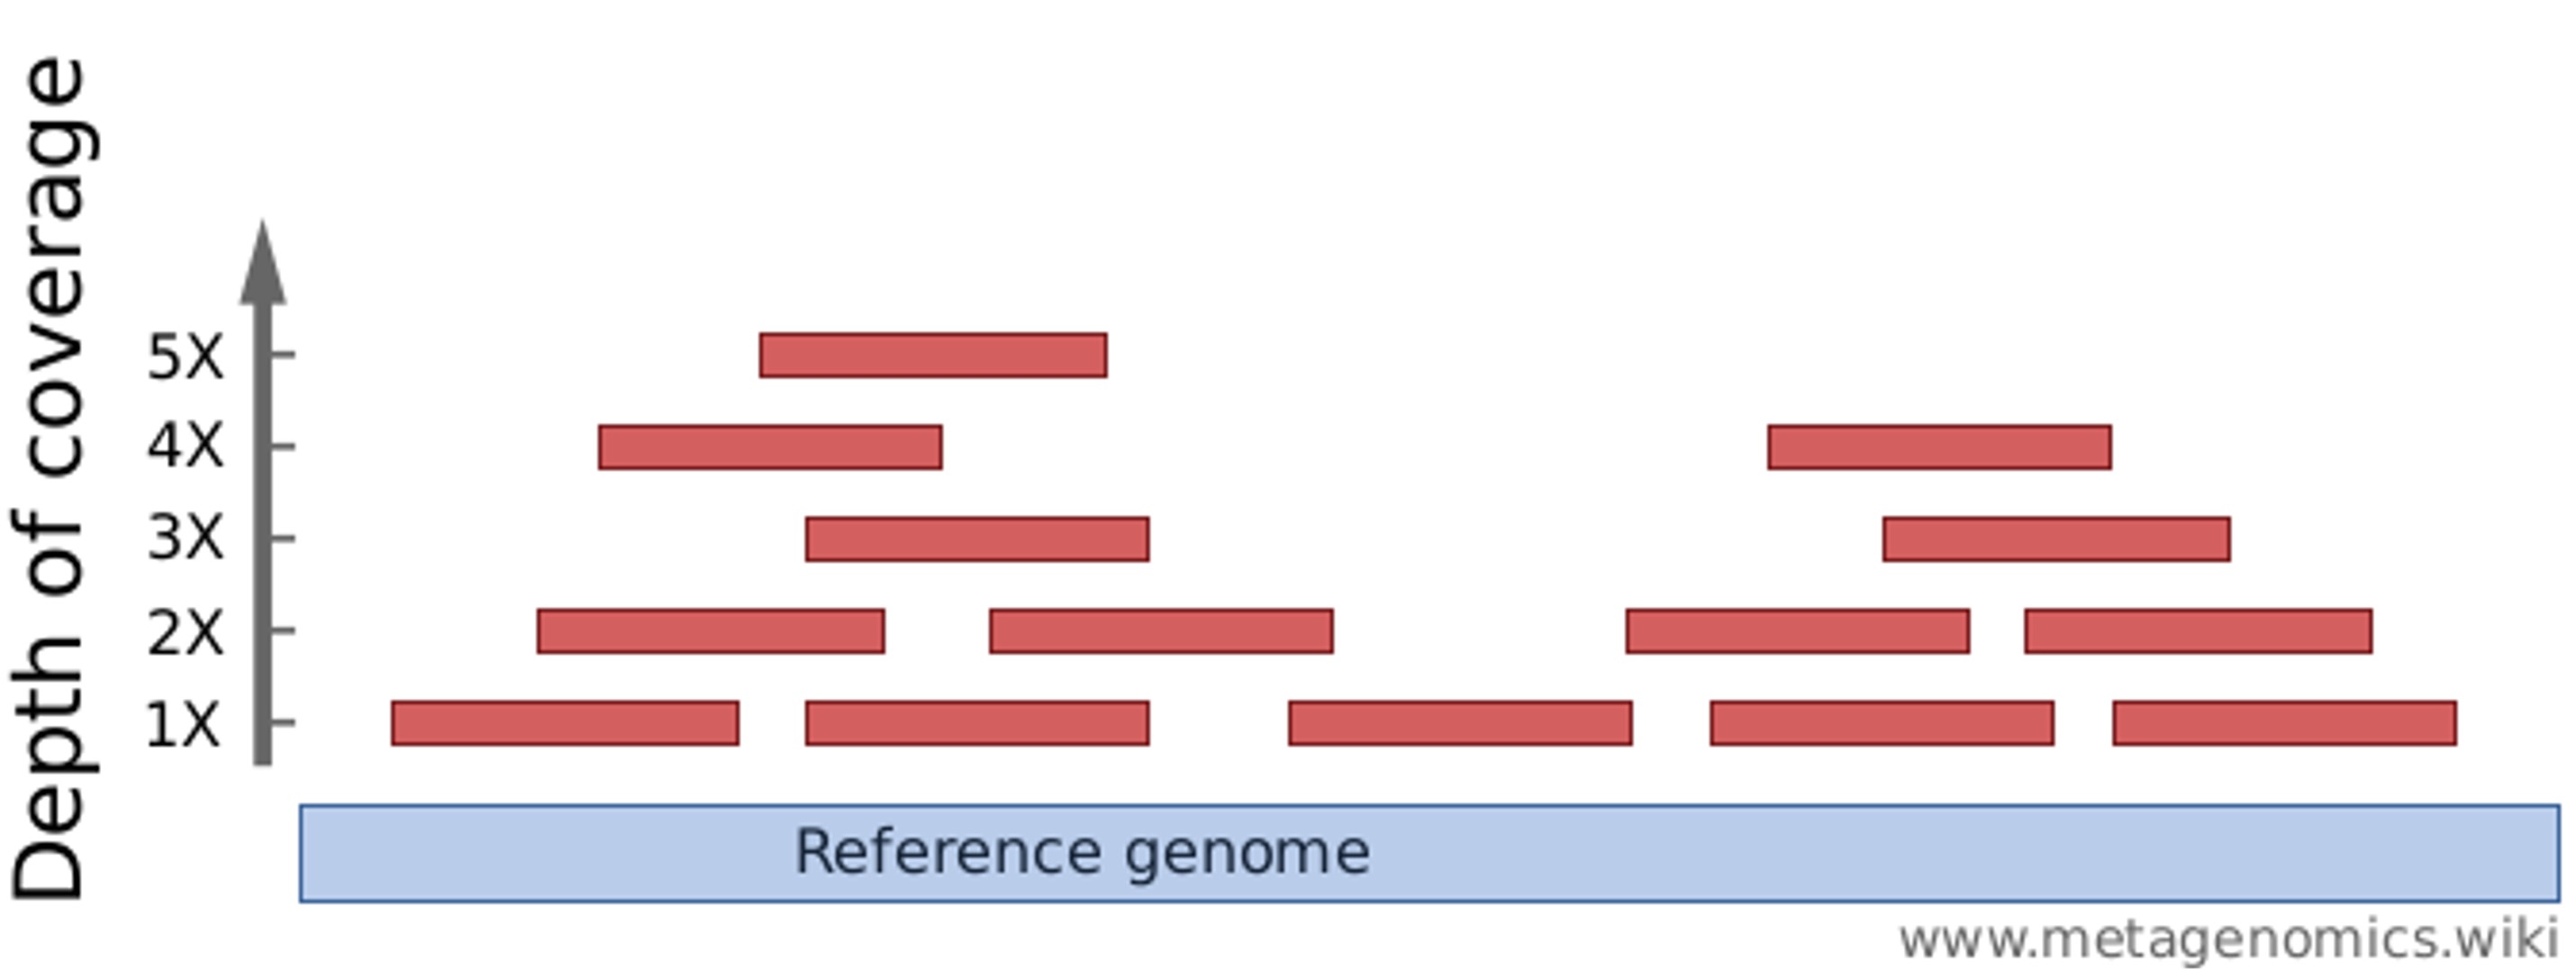 Depth of coverage
5X
4X
3X
2X
1X
Reference genome
www.metagenomics.wiki